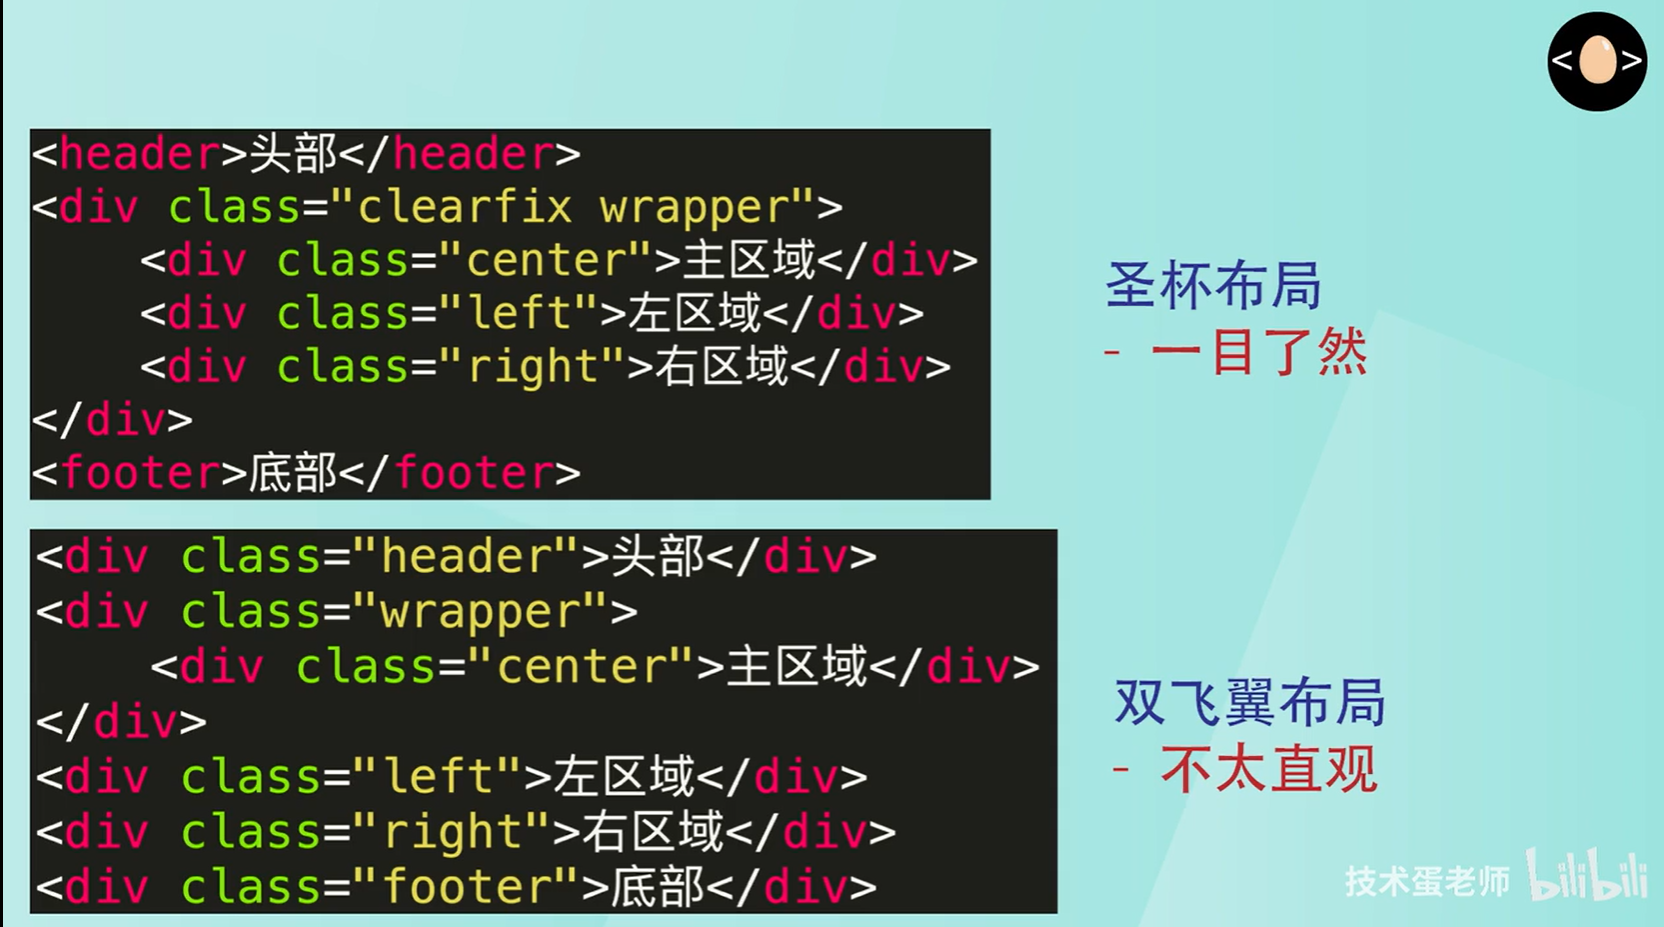 <header>头部</header>
<div class="clearfix wrapper">
    <div class="center">主区域</div>
    <div class="left">左区域</div>
    <div class="right">右区域</div>
</div>
<footer>底部</footer>
圣杯布局
- 一目了然
<div class="header">头部</div>
<div class="wrapper">
    <div class="center">主区域</div>
</div>
<div class="left">左区域</div>
<div class="right">右区域</div>
<div class="footer">底部</div>
双飞翼布局
- 不太直观
技术蛋老师 bilibili